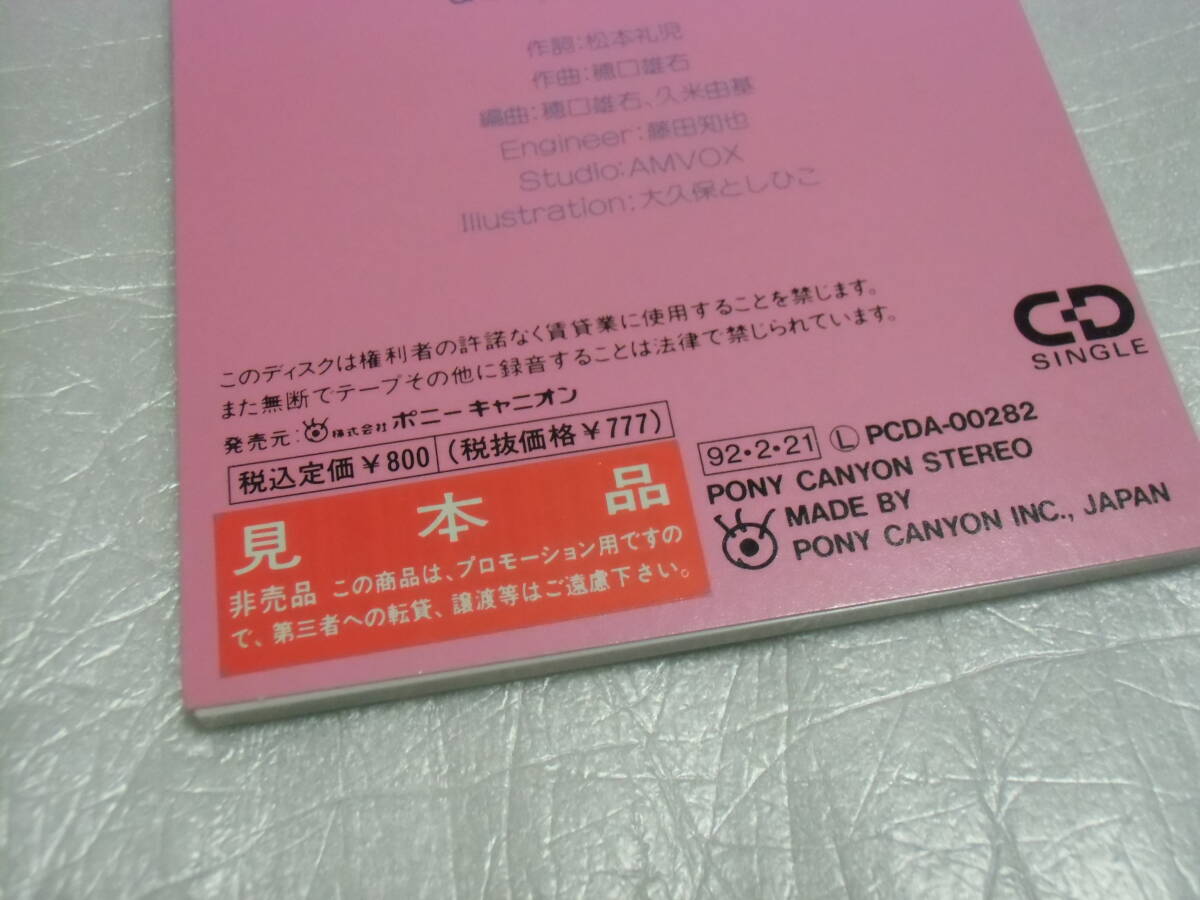 作詞:松本礼児
作曲:穂口雄右
編曲:穂口雄右、久米由基
Engineer:藤田知也
Studio:AMVOX
Illustration:大久保としひこ
このディスクは権利者の許諾なく賃貸業に使用することを禁じます。
また無断でテープその他に録音することは法律で禁じられています。
発売元:株式会社ポニーキャニオン
税込定価¥800 (税抜価格¥777)
見本品
非売品 この商品は、プロモーション用ですの
で、第三者への転貸、譲渡等はご遠慮下さい。
CD
SINGLE
92・2・21 Ⓛ PCDA-00282
PONY CANYON STEREO
MADE BY
PONY CANYON INC., JAPAN